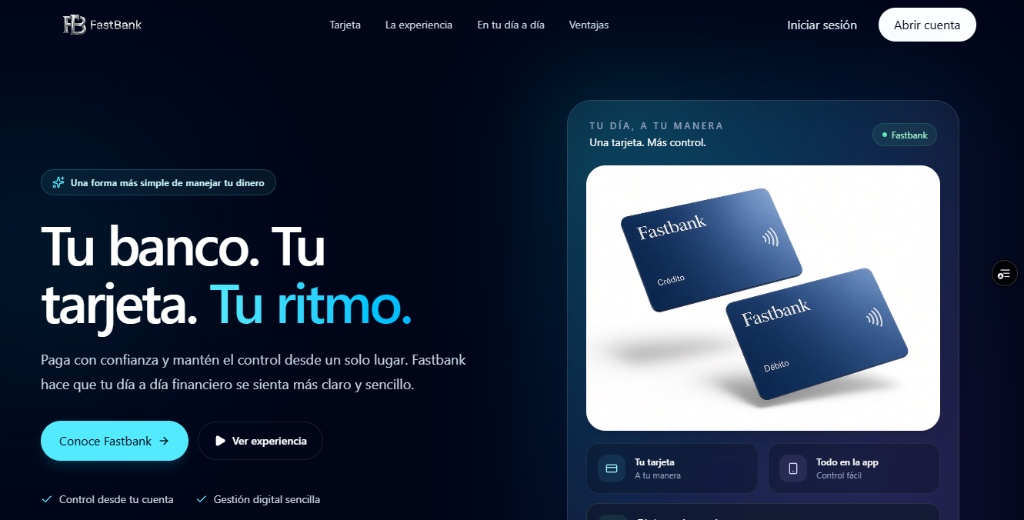 FB FastBank
Tarjeta
La experiencia
En tu día a día
Ventajas
Iniciar sesión
Abrir cuenta
Una forma más simple de manejar tu dinero
Tu banco. Tu
tarjeta. Tu ritmo.
Paga con confianza y mantén el control desde un solo lugar. Fastbank
hace que tu día a día financiero se sienta más claro y sencillo.
Conoce Fastbank
Ver experiencia
Control desde tu cuenta
Gestión digital sencilla
TU DÍA, A TU MANERA
Una tarjeta. Más control.
Fastbank
Fastbank
Crédito
Fastbank
Débito
Tu tarjeta
A tu manera
Todo en la app
Control fácil